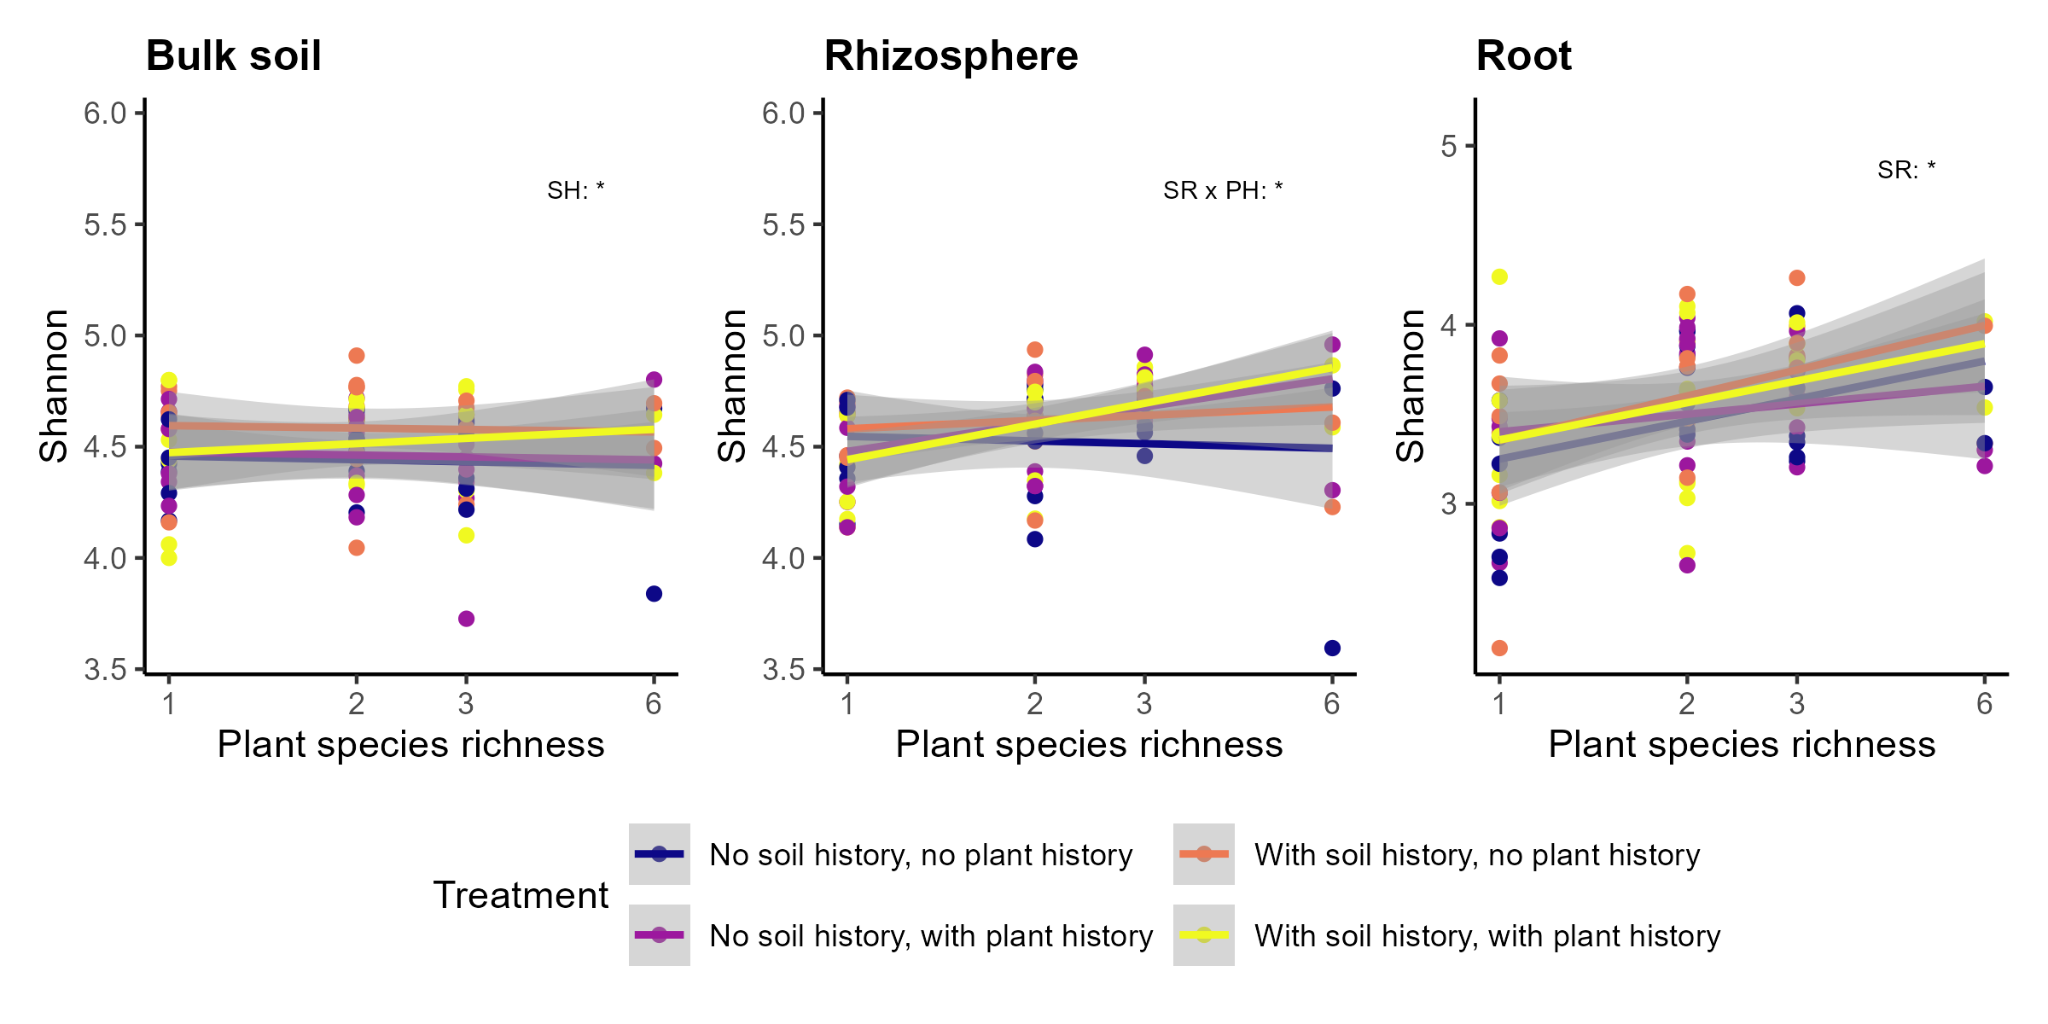 Bulk soil
Shannon
6.0
5.5
5.0
4.5
4.0
3.5
SH: *
1 2 3 6
Plant species richness
Rhizosphere
Shannon
6.0
5.5
5.0
4.5
4.0
3.5
SR x PH: *
1 2 3 6
Plant species richness
Root
Shannon
5
4
3
SR: *
1 2 3 6
Plant species richness
Treatment
No soil history, no plant history
No soil history, with plant history
With soil history, no plant history
With soil history, with plant history